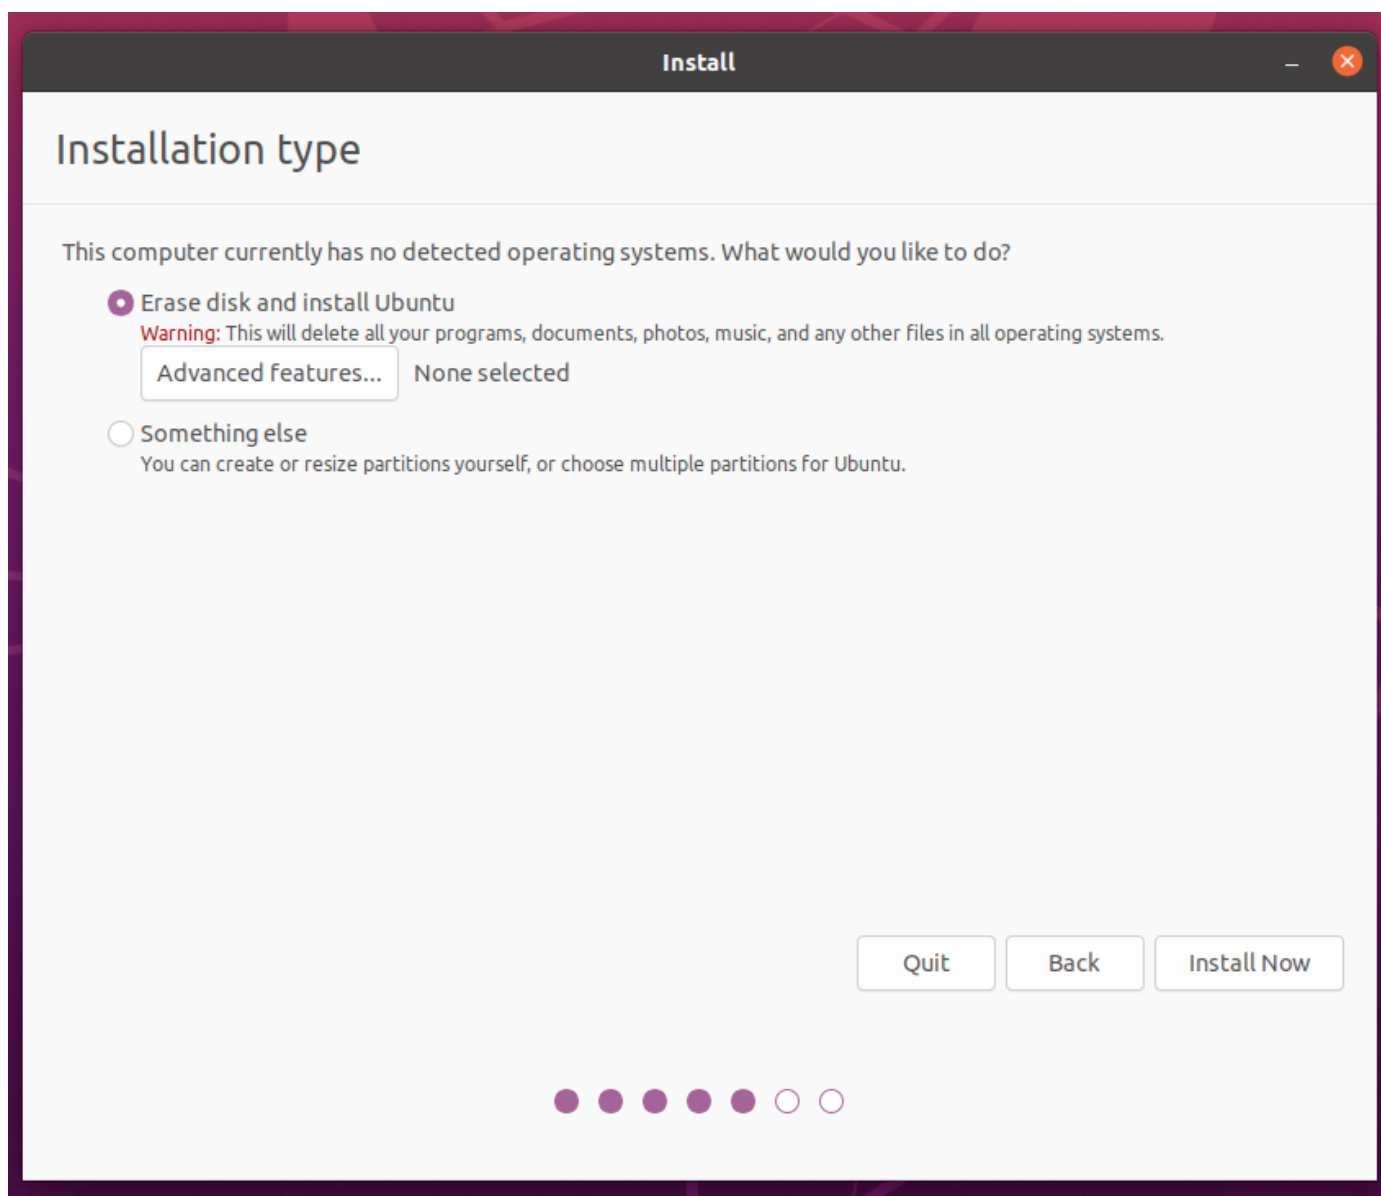 Install
Installation type
This computer currently has no detected operating systems. What would you like to do?
Erase disk and install Ubuntu
Warning: This will delete all your programs, documents, photos, music, and any other files in all operating systems.
Advanced features... None selected
Something else
You can create or resize partitions yourself, or choose multiple partitions for Ubuntu.
Quit Back Install Now